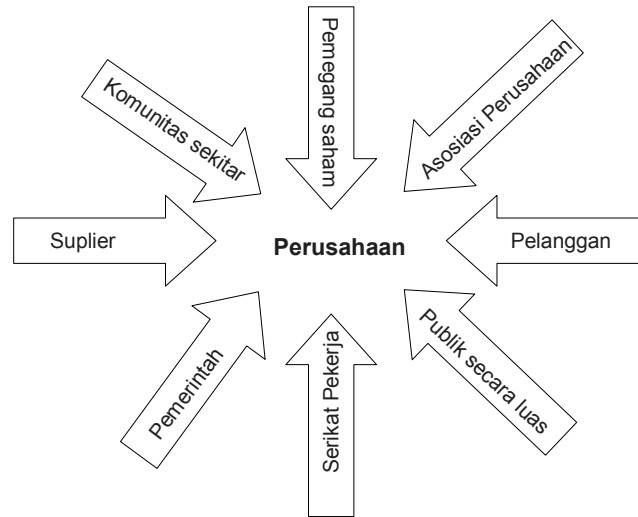 Pemegang saham
Asosiasi Perusahaan
Komunitas sekitar
Suplier
Perusahaan
Pelanggan
Pemerintah
Serikat Pekerja
Publik secara luas